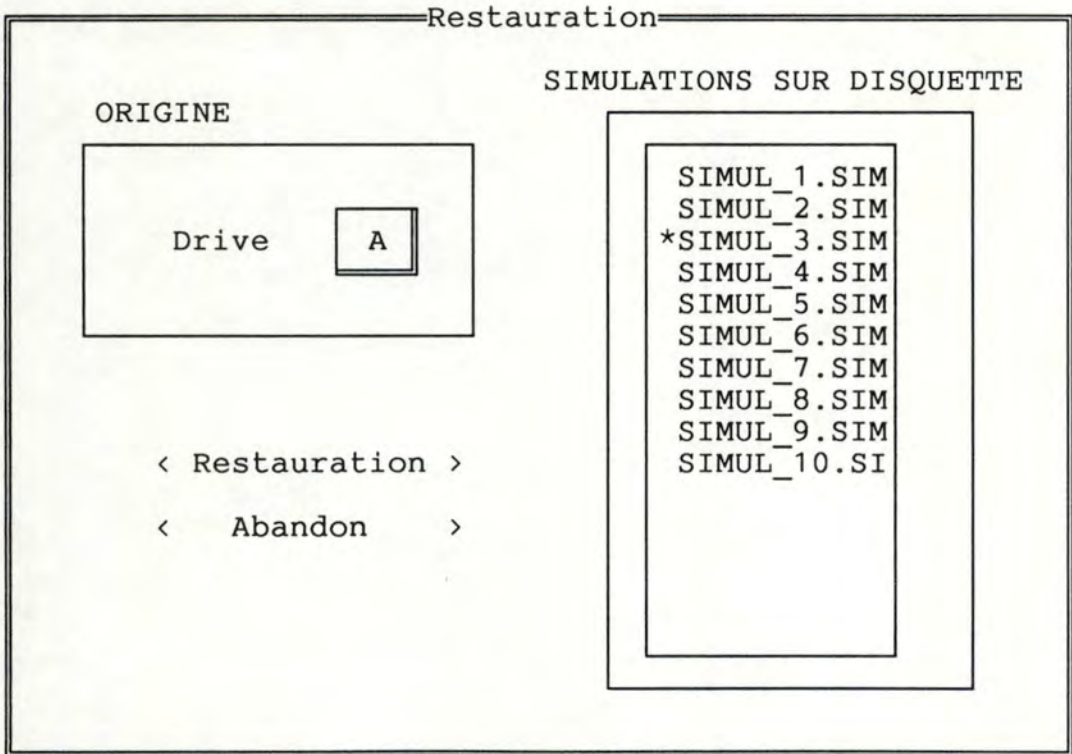 Restauration
ORIGINE
Drive A
< Restauration >
< Abandon >
SIMULATIONS SUR DISQUETTE
SIMUL_1.SIM
SIMUL_2.SIM
*SIMUL_3.SIM
SIMUL_4.SIM
SIMUL_5.SIM
SIMUL_6.SIM
SIMUL_7.SIM
SIMUL_8.SIM
SIMUL_9.SIM
SIMUL_10.SI